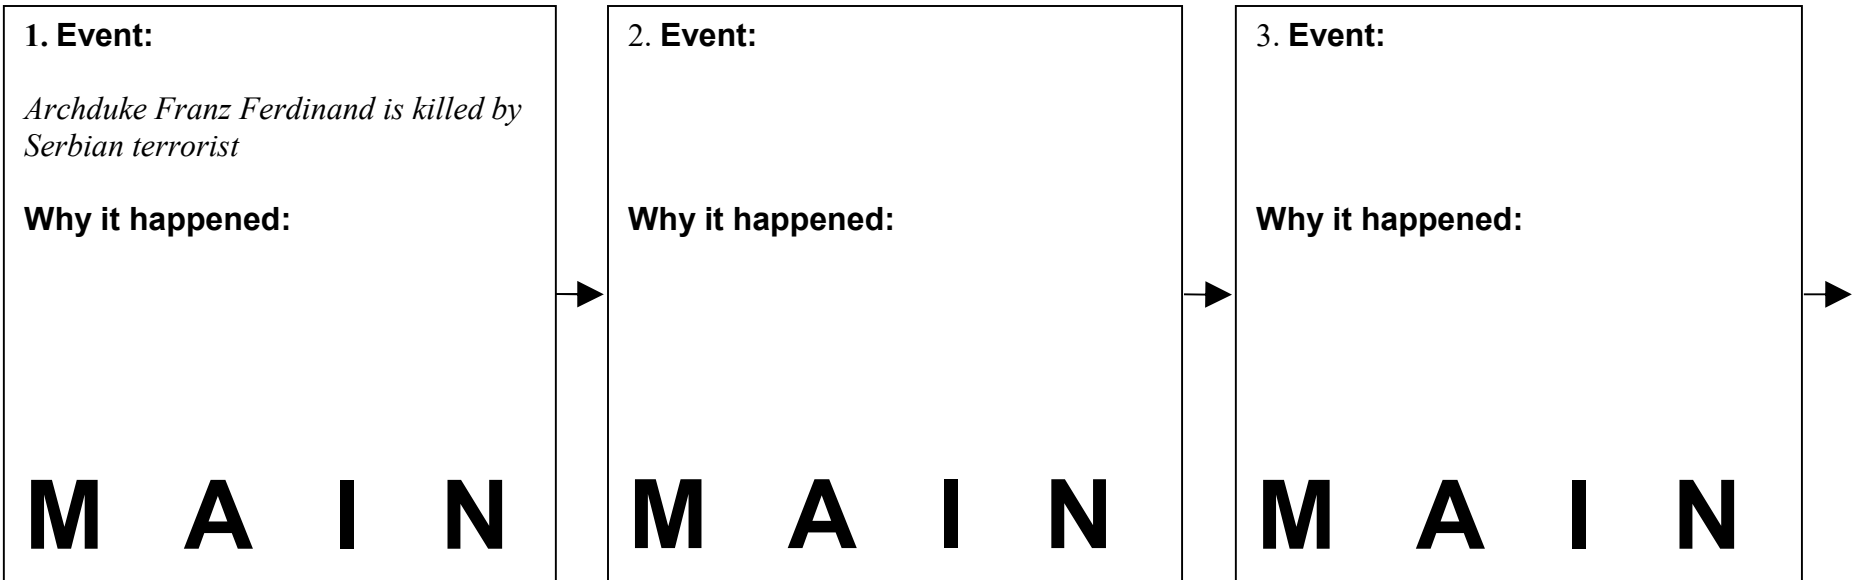 1. Event:
Archduke Franz Ferdinand is killed by
Serbian terrorist
Why it happened:
M A I N
2. Event:
Why it happened:
M A I N
3. Event:
Why it happened:
M A I N